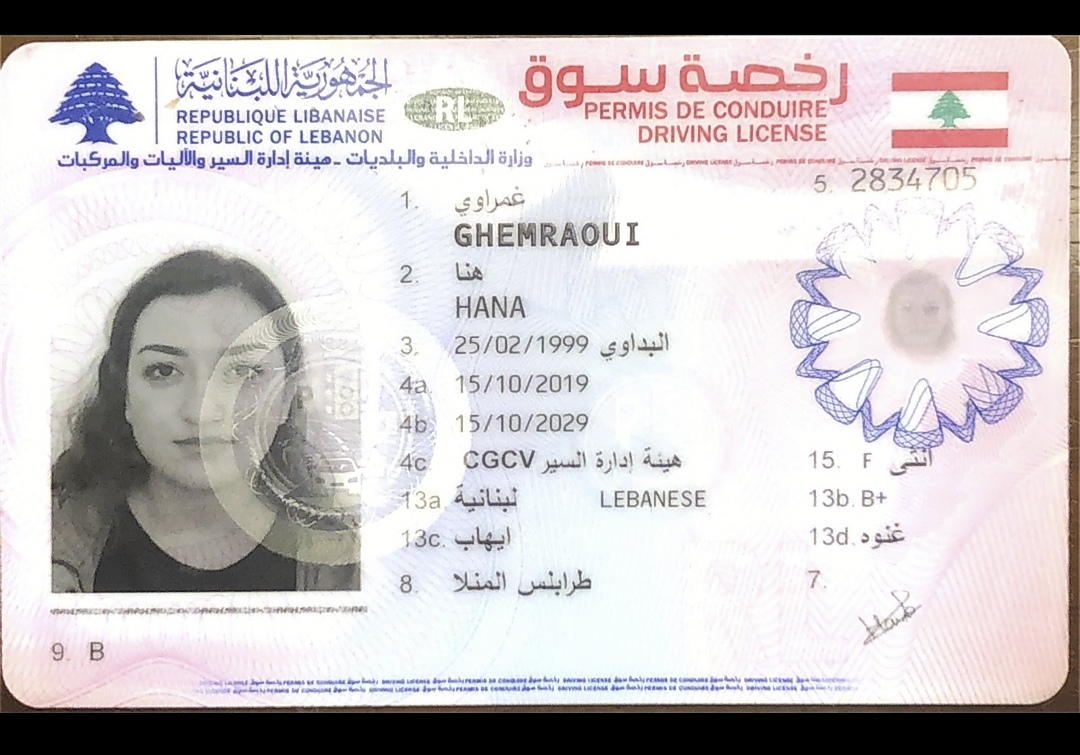 الجمهورية اللبنانية
REPUBLIQUE LIBANAISE
REPUBLIC OF LEBANON
وزارة الداخلية والبلديات - هيئة إدارة السير والآليات والمركبات
RL
رخصة سوق
PERMIS DE CONDUIRE
DRIVING LICENSE
5. 2834705
1. غمراوي
GHEMRAOUI
2. هنا
HANA
3. 25/02/1999 البداوي
4a 15/10/2019
4b 15/10/2029
4c CGCV هيئة إدارة السير
15. F انثى
13a لبنانية LEBANESE
13b. B+
13c. ايهاب
13d. غنوه
8. طرابلس المنلا
7.
9. B